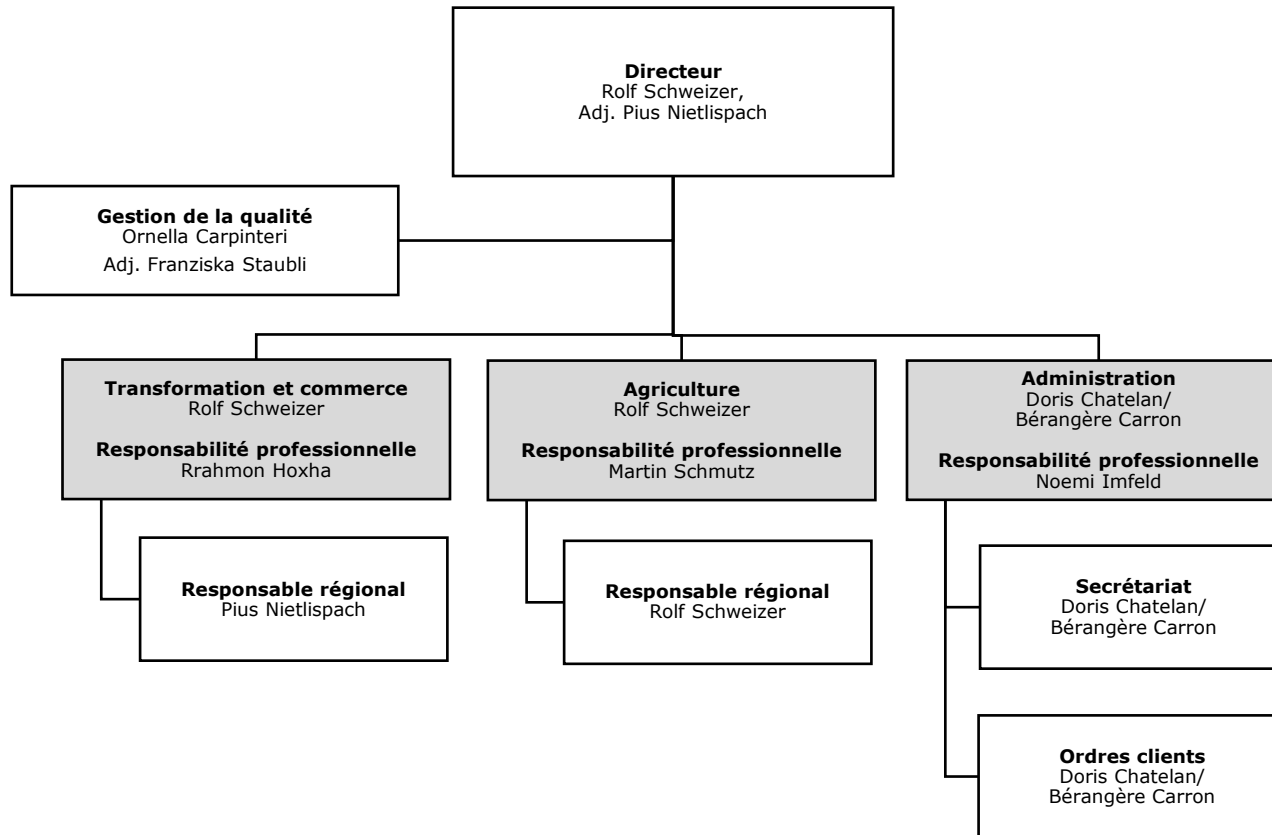 Directeur
Rolf Schweizer,
Adj. Pius Nietlispach
Gestion de la qualité
Ornella Carpinteri
Adj. Franziska Staubli
Transformation et commerce
Rolf Schweizer
Responsabilité professionnelle
Rrahmon Hoxha
Agriculture
Rolf Schweizer
Responsabilité professionnelle
Martin Schmutz
Administration
Doris Chatelan/
Bérangère Carron
Responsabilité professionnelle
Noemi Imfeld
Responsable régional
Pius Nietlispach
Responsable régional
Rolf Schweizer
Secrétariat
Doris Chatelan/
Bérangère Carron
Ordres clients
Doris Chatelan/
Bérangère Carron